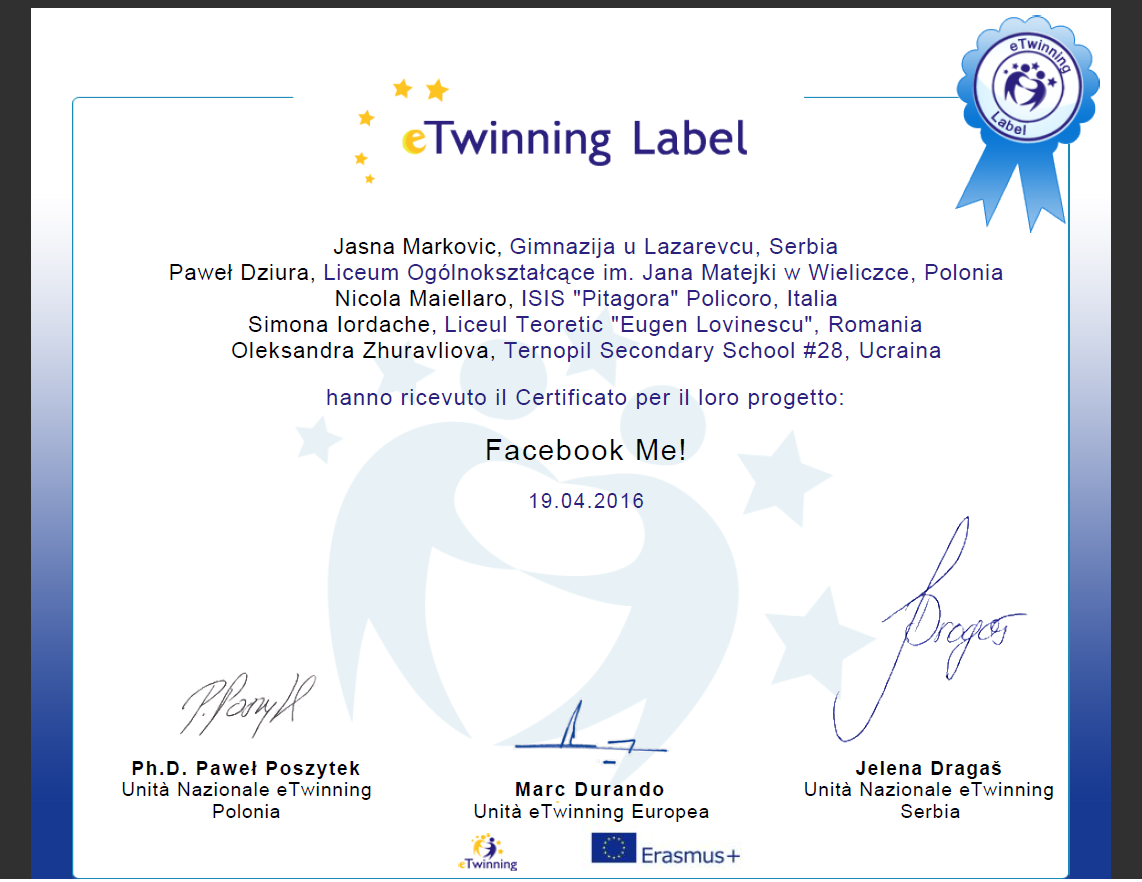 eTwinning Label
eTwinning
Label
Jasna Markovic, Gimnazija u Lazarevcu, Serbia
Paweł Dziura, Liceum Ogólnokształcące im. Jana Matejki w Wieliczce, Polonia
Nicola Maiellaro, ISIS "Pitagora" Policoro, Italia
Simona Iordache, Liceul Teoretic "Eugen Lovinescu", Romania
Oleksandra Zhuravliova, Ternopil Secondary School #28, Ucraina
hanno ricevuto il Certificato per il loro progetto:
Facebook Me!
19.04.2016
Ph.D. Paweł Poszytek
Unità Nazionale eTwinning
Polonia
Marc Durando
Unità eTwinning Europea
Jelena Dragaš
Unità Nazionale eTwinning
Serbia
eTwinning
Erasmus+